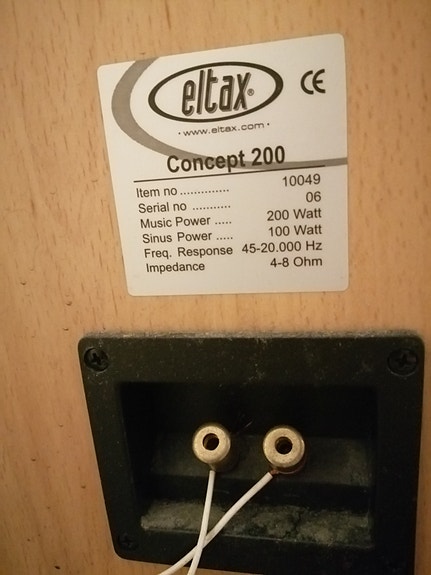 eltax®
CE
• www.eltax.com •
Concept 200
Item no .............. 10049
Serial no ........... 06
Music Power ..... 200 Watt
Sinus Power ..... 100 Watt
Freq. Response 45-20.000 Hz
Impedance 4-8 Ohm